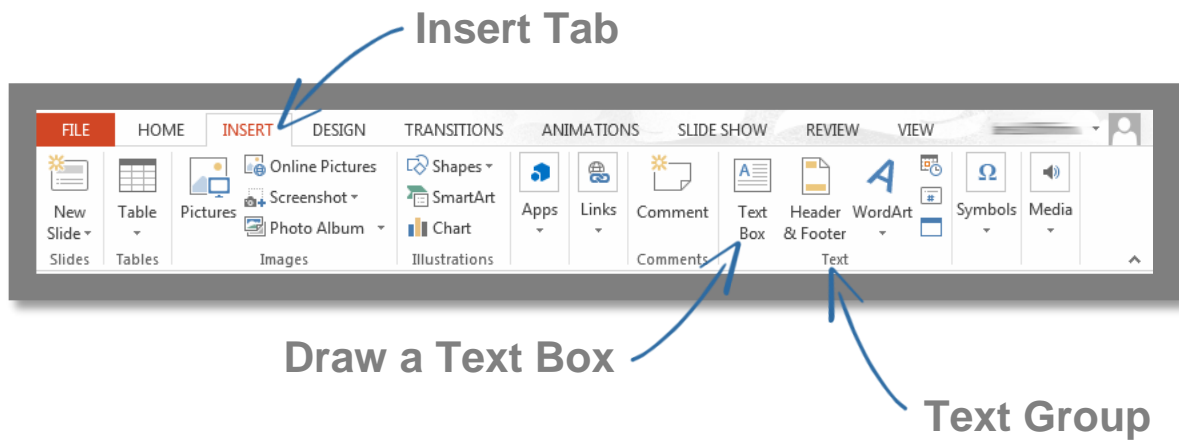 Insert Tab
FILE HOME INSERT DESIGN TRANSITIONS ANIMATIONS SLIDE SHOW REVIEW VIEW
Online Pictures
Screenshot
Photo Album
Shapes
SmartArt
Chart
New
Slide
Table
Pictures
Apps
Links
Comment
Text
Box
Header
& Footer
WordArt
#
Ω
Symbols
Media
Slides Tables Images Illustrations Comments Text
Draw a Text Box
Text Group